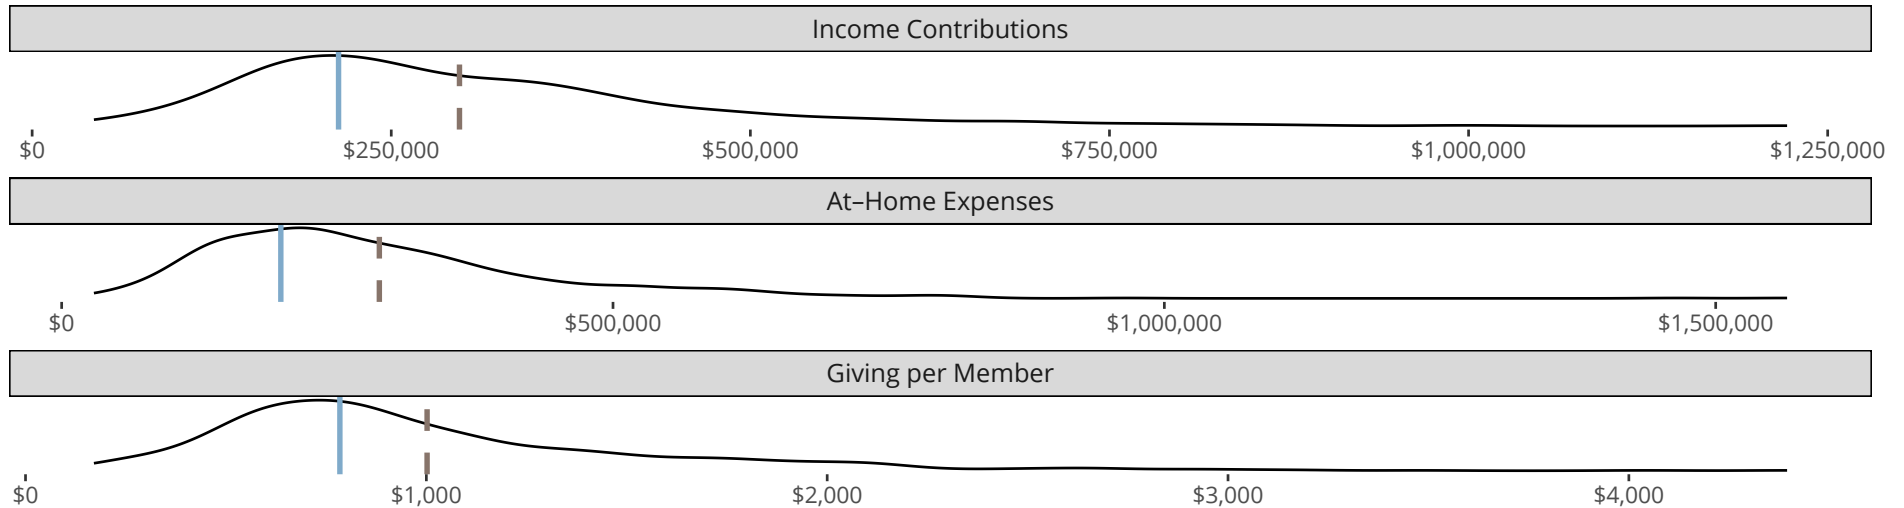 Income Contributions
$0 $250,000 $500,000 $750,000 $1,000,000 $1,250,000
At–Home Expenses
$0 $500,000 $1,000,000 $1,500,000
Giving per Member
$0 $1,000 $2,000 $3,000 $4,000